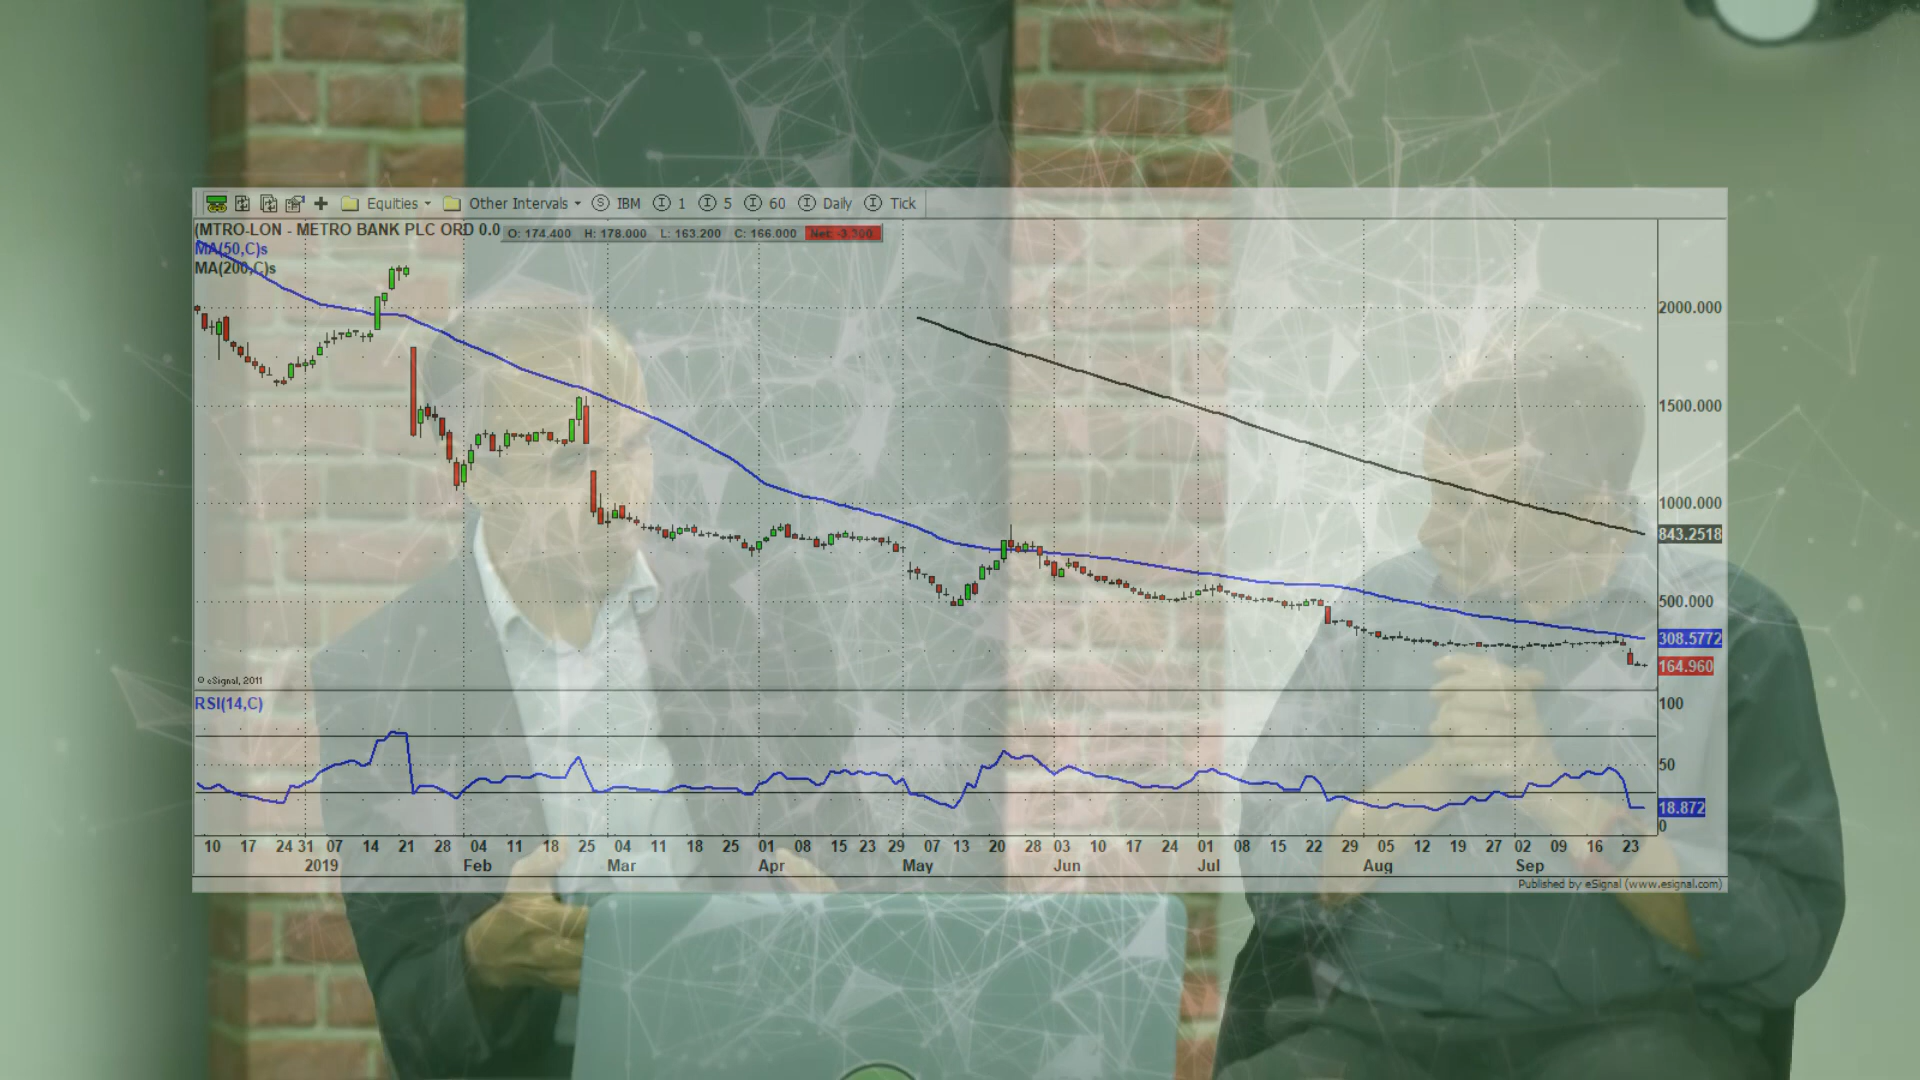 Equities Other Intervals S IBM I 1 I 5 I 60 I Daily I Tick
(MTRO-LON - METRO BANK PLC ORD 0.0 O: 174.400 H: 178.000 L: 163.200 C: 166.000 Net: -3.300
MA(50,C)s
MA(200,C)s
2000.000
1500.000
1000.000
843.2518
500.000
308.5772
164.960
© eSignal, 2011
RSI(14,C)
100
50
18.872
0
10 17 24 31 07 14 21 28 04 11 18 25 04 11 18 25 01 08 15 23 29 07 13 20 28 03 10 17 24 01 08 15 22 29 05 12 19 27 02 09 16 23
2019 Feb Mar Apr May Jun Jul Aug Sep
Published by eSignal (www.esignal.com)